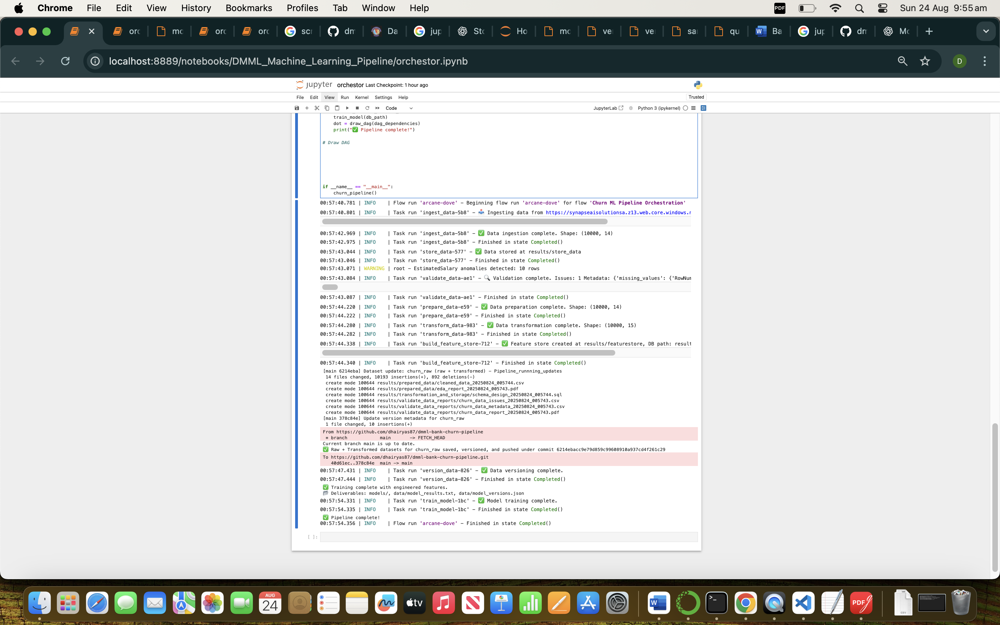 Chrome File Edit View History Bookmarks Profiles Tab Window Help PDF Sun 24 Aug 9:55 am
orc mc orc orc scr dm Da jup Stc Ho mc ve ve sa qu Ba jup dm Mc
localhost:8889/notebooks/DMML_Machine_Learning_Pipeline/orchestor.ipynb D
jupyter orchestor Last Checkpoint: 1 hour ago
File Edit View Run Kernel Settings Help Trusted
Code JupyterLab Python 3 (ipykernel)
train_model(db_path)
dot = draw_dag(dag_dependencies)
print("✅ Pipeline complete!")
# Draw DAG
if __name__ == "__main__":
churn_pipeline()
00:57:40.781 | INFO | Flow run 'arcane-dove' - Beginning flow run 'arcane-dove' for flow 'Churn ML Pipeline Orchestration'
00:57:40.801 | INFO | Task run 'ingest_data-5b8' - 📥 Ingesting data from https://synapseaisolutionsa.z13.web.core.windows.r
00:57:42.969 | INFO | Task run 'ingest_data-5b8' - ✅ Data ingestion complete. Shape: (10000, 14)
00:57:42.975 | INFO | Task run 'ingest_data-5b8' - Finished in state Completed()
00:57:43.044 | INFO | Task run 'store_data-577' - ✅ Data stored at results/store_data
00:57:43.046 | INFO | Task run 'store_data-577' - Finished in state Completed()
00:57:43.071 | WARNING | root - EstimatedSalary anomalies detected: 10 rows
00:57:43.084 | INFO | Task run 'validate_data-ae1' - 🔍 Validation complete. Issues: 1 Metadata: {'missing_values': {'RowNum
00:57:43.087 | INFO | Task run 'validate_data-ae1' - Finished in state Completed()
00:57:44.220 | INFO | Task run 'prepare_data-e59' - ✅ Data preparation complete. Shape: (10000, 14)
00:57:44.222 | INFO | Task run 'prepare_data-e59' - Finished in state Completed()
00:57:44.280 | INFO | Task run 'transform_data-983' - ✅ Data transformation complete. Shape: (10000, 15)
00:57:44.282 | INFO | Task run 'transform_data-983' - Finished in state Completed()
00:57:44.338 | INFO | Task run 'build_feature_store-712' - ✅ Feature store created at results/featurestore, DB path: result
00:57:44.340 | INFO | Task run 'build_feature_store-712' - Finished in state Completed()
[main 6214eba] Dataset update: churn_raw (raw + transformed) - Pipeline_runnning_updates
14 files changed, 10193 insertions(+), 892 deletions(-)
create mode 100644 results/prepared_data/cleaned_data_20250824_005744.csv
create mode 100644 results/prepared_data/eda_report_20250824_005743.pdf
create mode 100644 results/transformation_and_storage/schema_design_20250824_005744.sql
create mode 100644 results/validate_data_reports/churn_data_issues_20250824_005743.csv
create mode 100644 results/validate_data_reports/churn_data_metadata_20250824_005743.csv
create mode 100644 results/validate_data_reports/churn_data_report_20250824_005743.pdf
[main 378c84e] Update version metadata for churn_raw
1 file changed, 10 insertions(+)
From https://github.com/dhairyas87/dmml-bank-churn-pipeline
* branch main -> FETCH_HEAD
Current branch main is up to date.
✅ Raw + Transformed datasets for churn_raw saved, versioned, and pushed under commit 6214ebacc9e79d859c99608910a937cd4f261c29
To https://github.com/dhairyas87/dmml-bank-churn-pipeline.git
40d61ec..378c84e main -> main
00:57:47.431 | INFO | Task run 'version_data-826' - ✅ Data versioning complete.
00:57:47.444 | INFO | Task run 'version_data-826' - Finished in state Completed()
✅ Training complete with engineered features.
📂 Deliverables: models/, data/model_results.txt, data/model_versions.json
00:57:54.331 | INFO | Task run 'train_model-1bc' - ✅ Model training complete.
00:57:54.335 | INFO | Task run 'train_model-1bc' - Finished in state Completed()
✅ Pipeline complete!
00:57:54.356 | INFO | Flow run 'arcane-dove' - Finished in state Completed()
[ ]:
AUG
24
tv
W
PDF
CSV